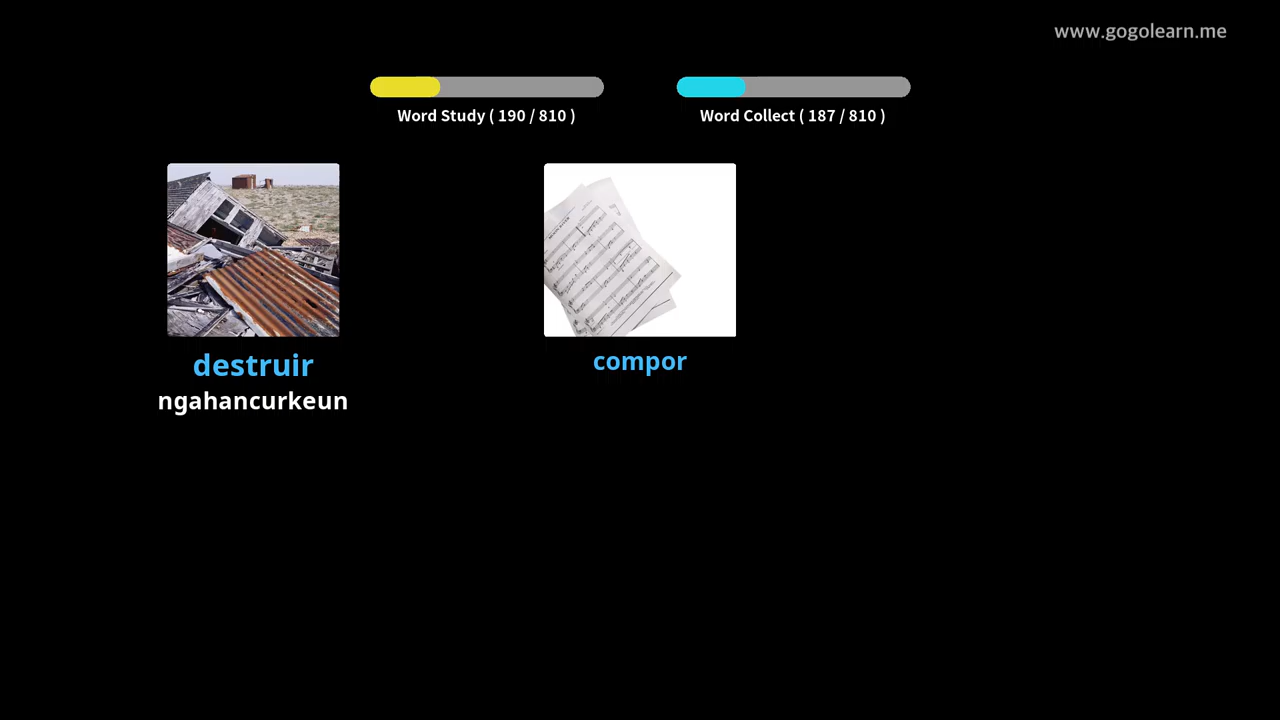 www.gogolearn.me
Word Study ( 190 / 810 )
Word Collect ( 187 / 810 )
destruir
ngahancurkeun
compor